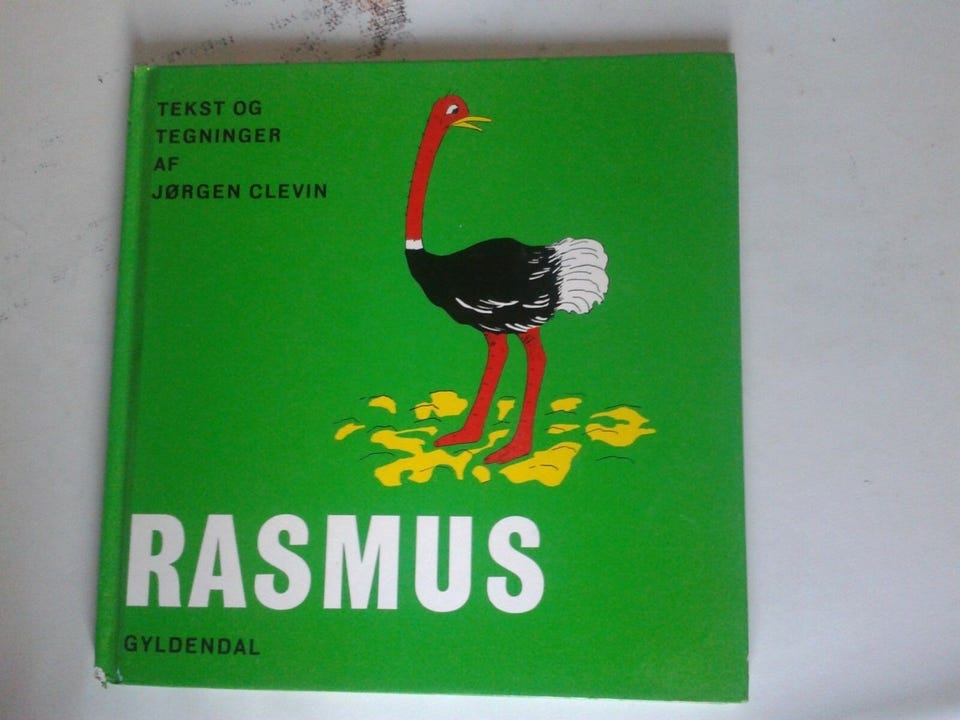 TEKST OG
TEGNINGER
AF
JØRGEN CLEVIN
RASMUS
GYLDENDAL